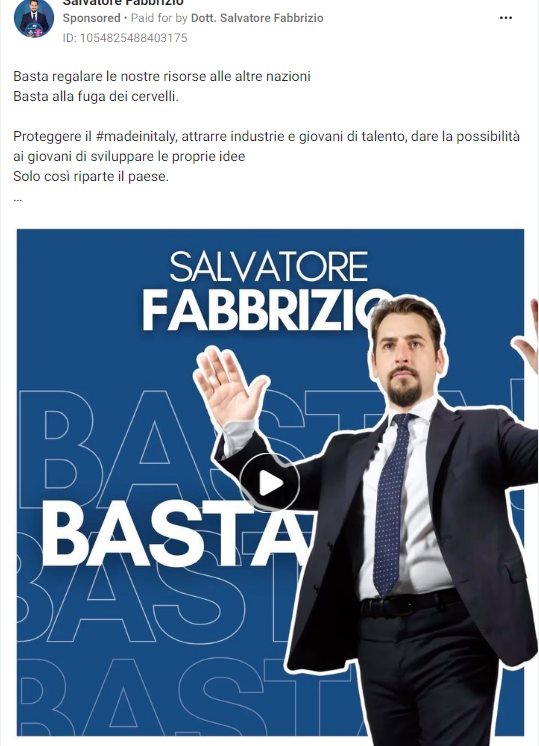 Salvatore Fabbrizio
Sponsored • Paid for by Dott. Salvatore Fabbrizio
ID: 1054825488403175
Basta regalare le nostre risorse alle altre nazioni
Basta alla fuga dei cervelli.
Proteggere il #madeinitaly, attrarre industrie e giovani di talento, dare la possibilità
ai giovani di sviluppare le proprie idee
Solo così riparte il paese.
...
SALVATORE
FABBRIZIO
BASTA
BASTA
BASTA
BASTA